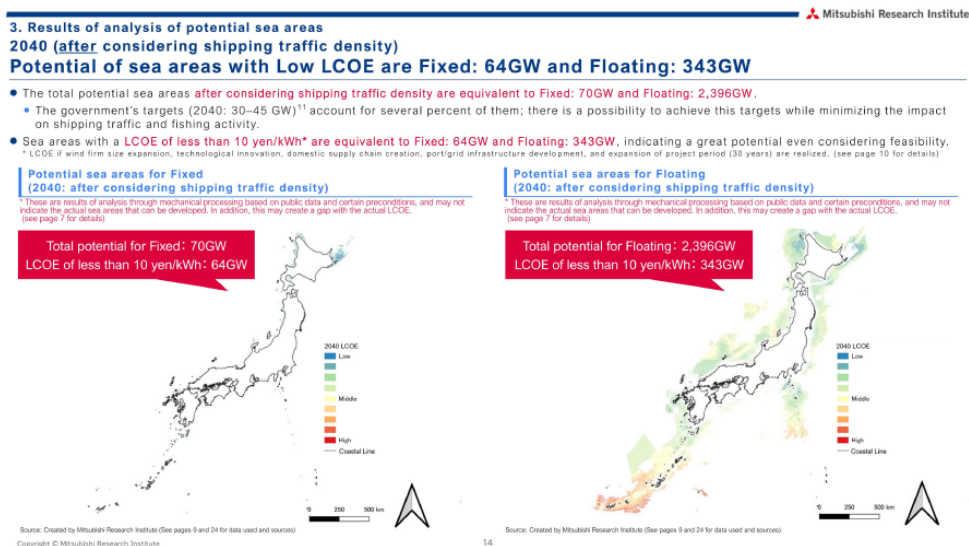 Mitsubishi Research Institute
3. Results of analysis of potential sea areas
2040 (after considering shipping traffic density)
Potential of sea areas with Low LCOE are Fixed: 64GW and Floating: 343GW
● The total potential sea areas after considering shipping traffic density are equivalent to Fixed: 70GW and Floating: 2,396GW.
● The government's targets (2040: 30–45 GW)11 account for several percent of them; there is a possibility to achieve this targets while minimizing the impact
on shipping traffic and fishing activity.
● Sea areas with a LCOE of less than 10 yen/kWh* are equivalent to Fixed: 64GW and Floating: 343GW, indicating a great potential even considering feasibility.
* LCOE if wind firm size expansion, technological innovation, domestic supply chain creation, port/grid infrastructure development, and expansion of project period (30 years) are realized. (see page 10 for details)
Potential sea areas for Fixed
(2040: after considering shipping traffic density)
* These are results of analysis through mechanical processing based on public data and certain preconditions, and may not
indicate the actual sea areas that can be developed. In addition, this may create a gap with the actual LCOE.
(see page 7 for details)
Total potential for Fixed: 70GW
LCOE of less than 10 yen/kWh: 64GW
2040 LCOE
Low
Middle
High
Coastal Line
0 250 500 km
Source: Created by Mitsubishi Research Institute (See pages 9 and 24 for data used and sources)
Potential sea areas for Floating
(2040: after considering shipping traffic density)
* These are results of analysis through mechanical processing based on public data and certain preconditions, and may not
indicate the actual sea areas that can be developed. In addition, this may create a gap with the actual LCOE.
(see page 7 for details)
Total potential for Floating: 2,396GW
LCOE of less than 10 yen/kWh: 343GW
2040 LCOE
Low
Middle
High
Coastal Line
0 250 500 km
Source: Created by Mitsubishi Research Institute (See pages 9 and 24 for data used and sources)
Copyright © Mitsubishi Research Institute
14